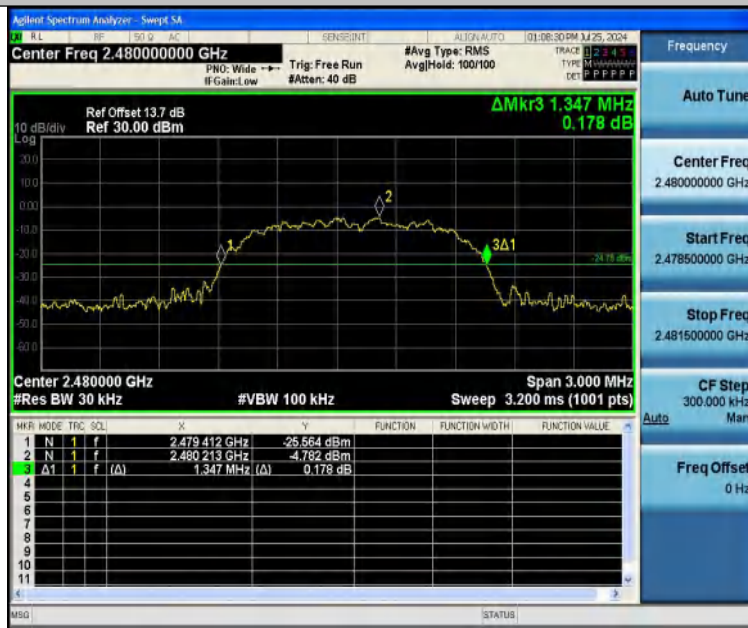 Agilent Spectrum Analyzer - Swept SA
RL RF 50 Ω AC SENSE:INT ALIGN AUTO 01:08:30 PM Jul 25, 2024
Center Freq 2.480000000 GHz
PNO: Wide
IFGain:Low
Trig: Free Run
#Atten: 40 dB
#Avg Type: RMS
Avg|Hold: 100/100
TRACE 1 2 3 4 5 6
TYPE M
DET P P P P P P
Ref Offset 13.7 dB
10 dB/div Ref 30.00 dBm
Log
ΔMkr3 1.347 MHz
0.178 dB
20.0
10.0
0.00
-10.0
-20.0
-30.0
-40.0
-50.0
-60.0
1
2
3Δ1
Center 2.480000 GHz
Span 3.000 MHz
#Res BW 30 kHz
#VBW 100 kHz
Sweep 3.200 ms (1001 pts)
MKR MODE TRC SCL X Y FUNCTION FUNCTION WIDTH FUNCTION VALUE
1 N 1 f 2.479 412 GHz -25.564 dBm
2 N 1 f 2.480 213 GHz -4.782 dBm
3 Δ1 1 f (Δ) 1.347 MHz (Δ) 0.178 dB
4
5
6
7
8
9
10
11
MSG
STATUS
Frequency
Auto Tune
Center Freq
2.480000000 GHz
Start Freq
2.478500000 GHz
Stop Freq
2.481500000 GHz
CF Step
300.000 kHz
Auto Man
Freq Offset
0 Hz